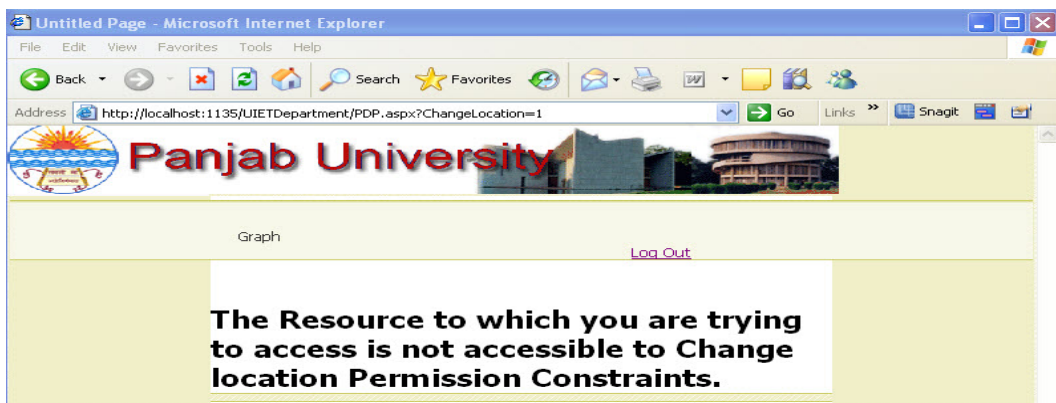 Untitled Page - Microsoft Internet Explorer
File Edit View Favorites Tools Help
Back Search Favorites
Address http://localhost:1135/UIETDepartment/PDP.aspx?ChangeLocation=1 Go Links » Snagit
Panjab University
Graph
Log Out
The Resource to which you are trying
to access is not accessible to Change
location Permission Constraints.